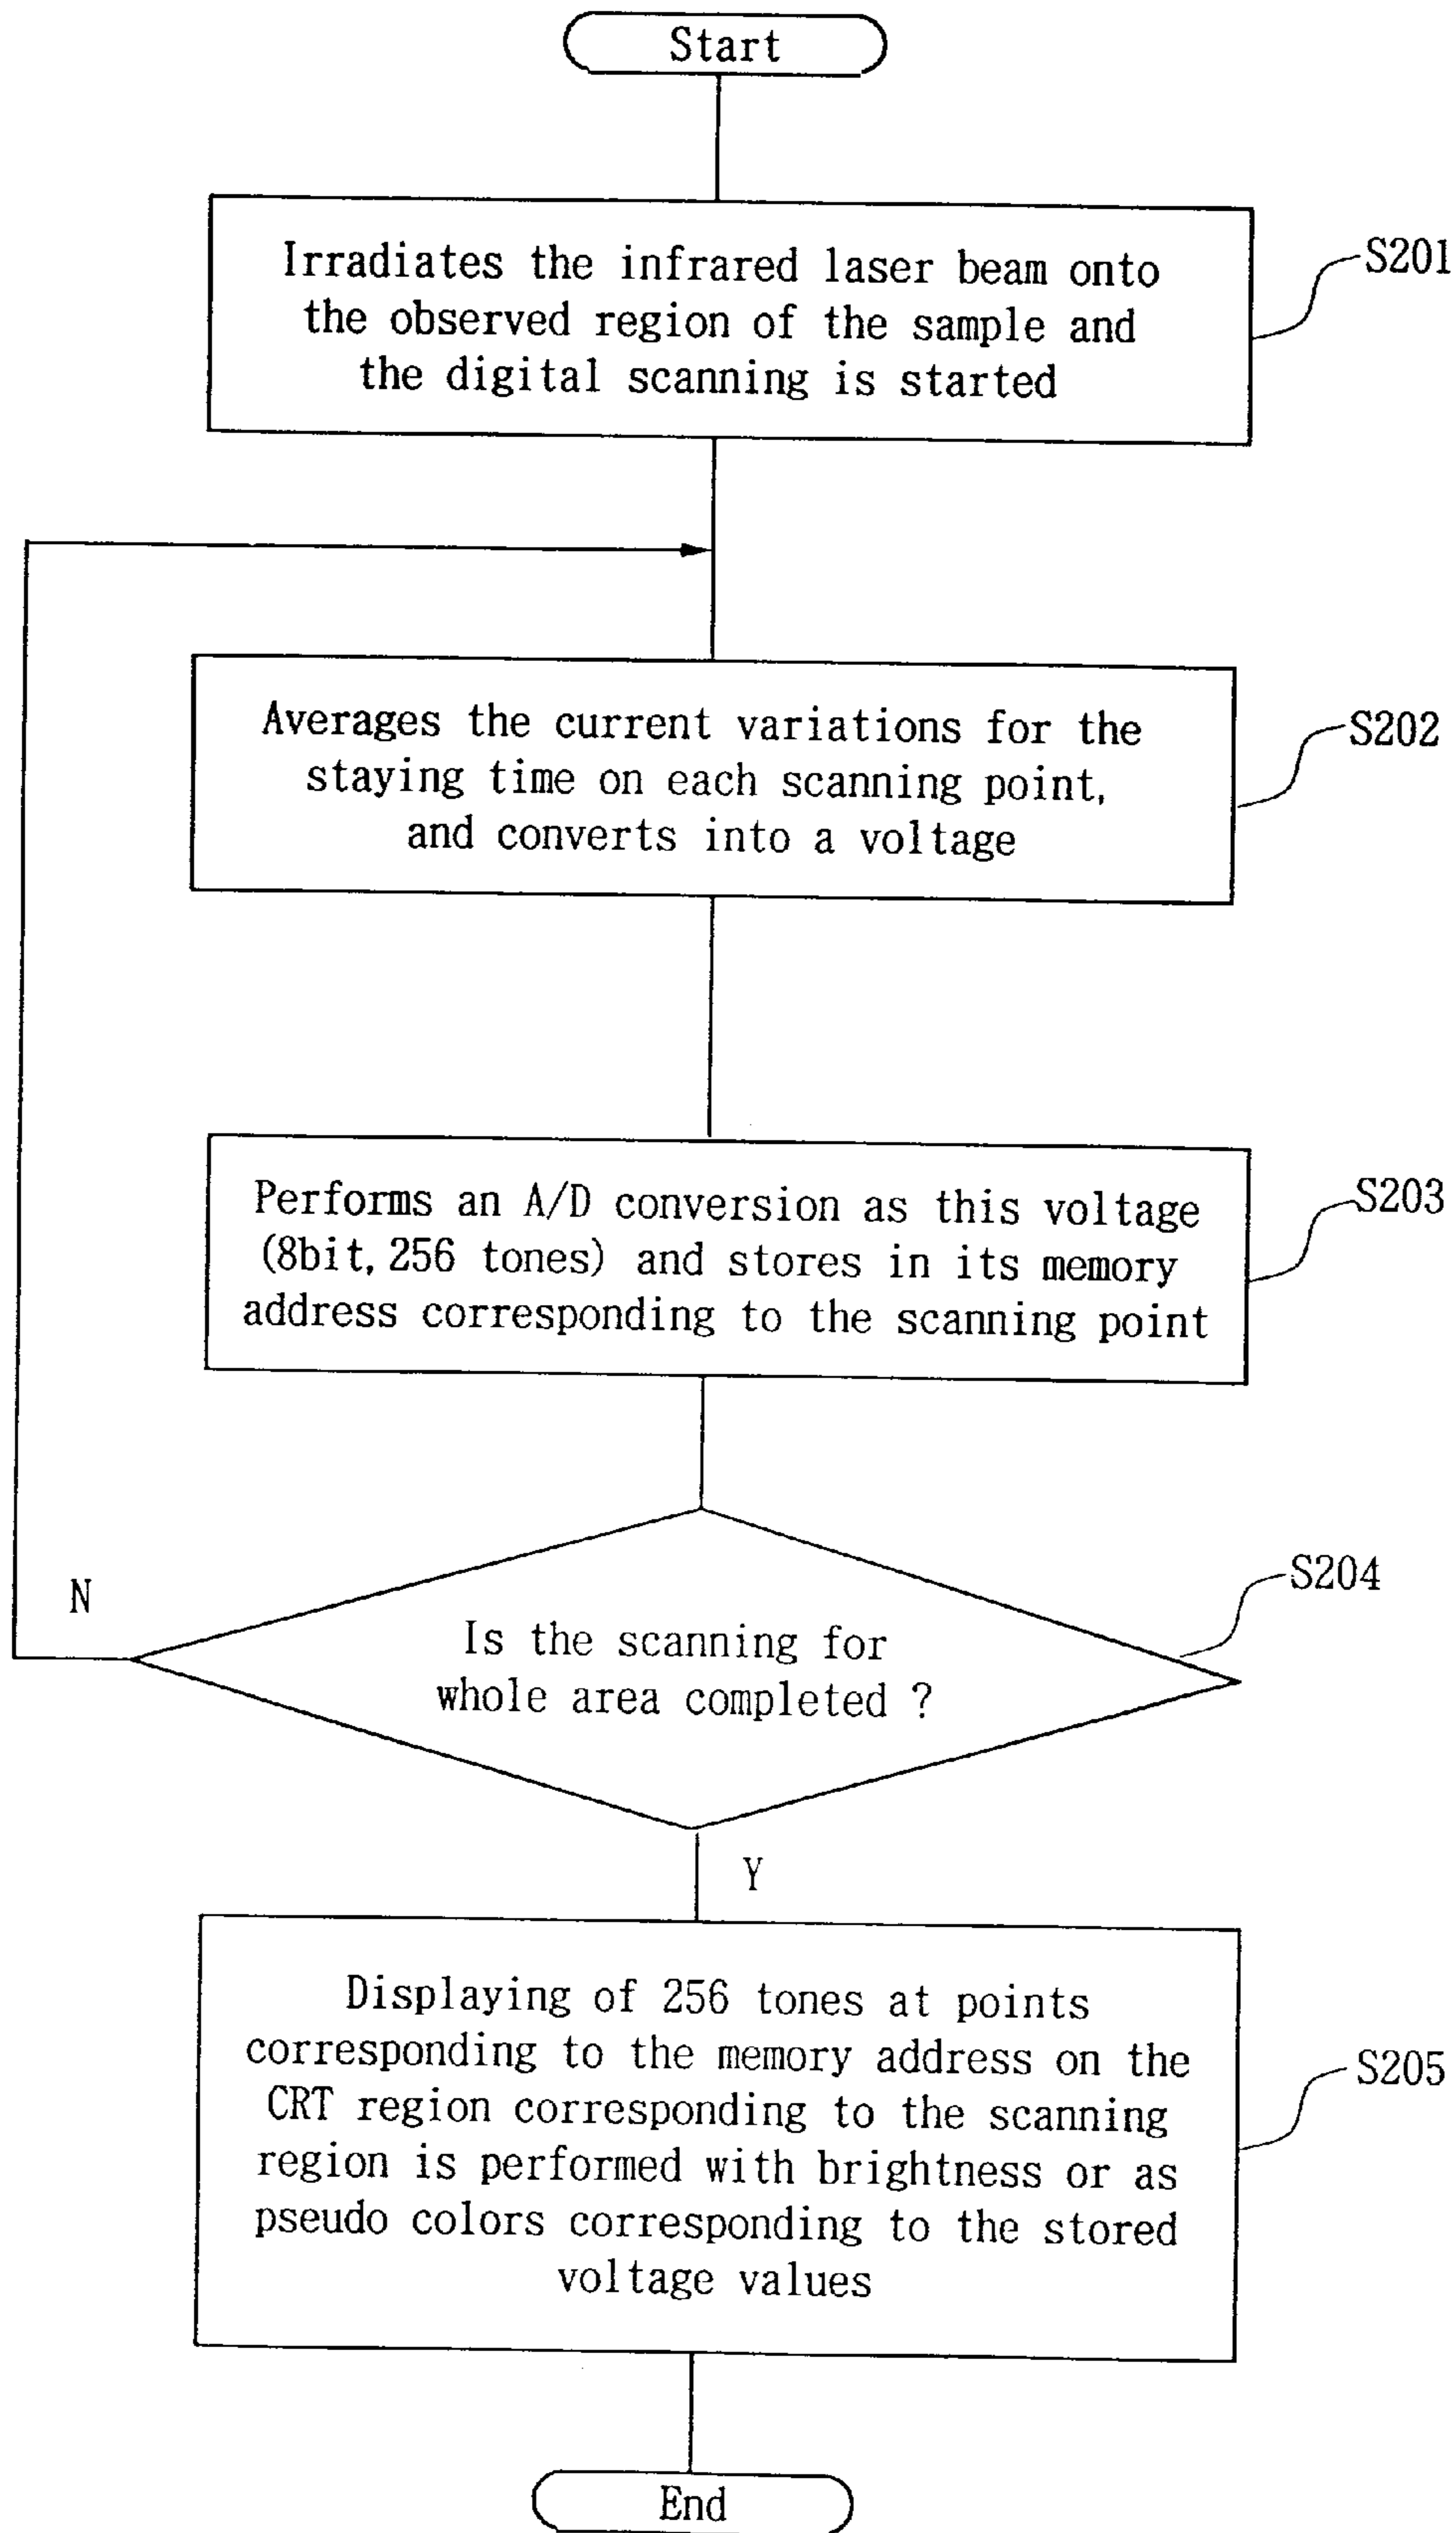 Start
Irradiates the infrared laser beam onto
the observed region of the sample and
the digital scanning is started
S201
Averages the current variations for the
staying time on each scanning point,
and converts into a voltage
S202
Performs an A/D conversion as this voltage
(8bit, 256 tones) and stores in its memory
address corresponding to the scanning point
S203
N
Is the scanning for
whole area completed ?
S204
Y
Displaying of 256 tones at points
corresponding to the memory address on the
CRT region corresponding to the scanning
region is performed with brightness or as
pseudo colors corresponding to the stored
voltage values
S205
End